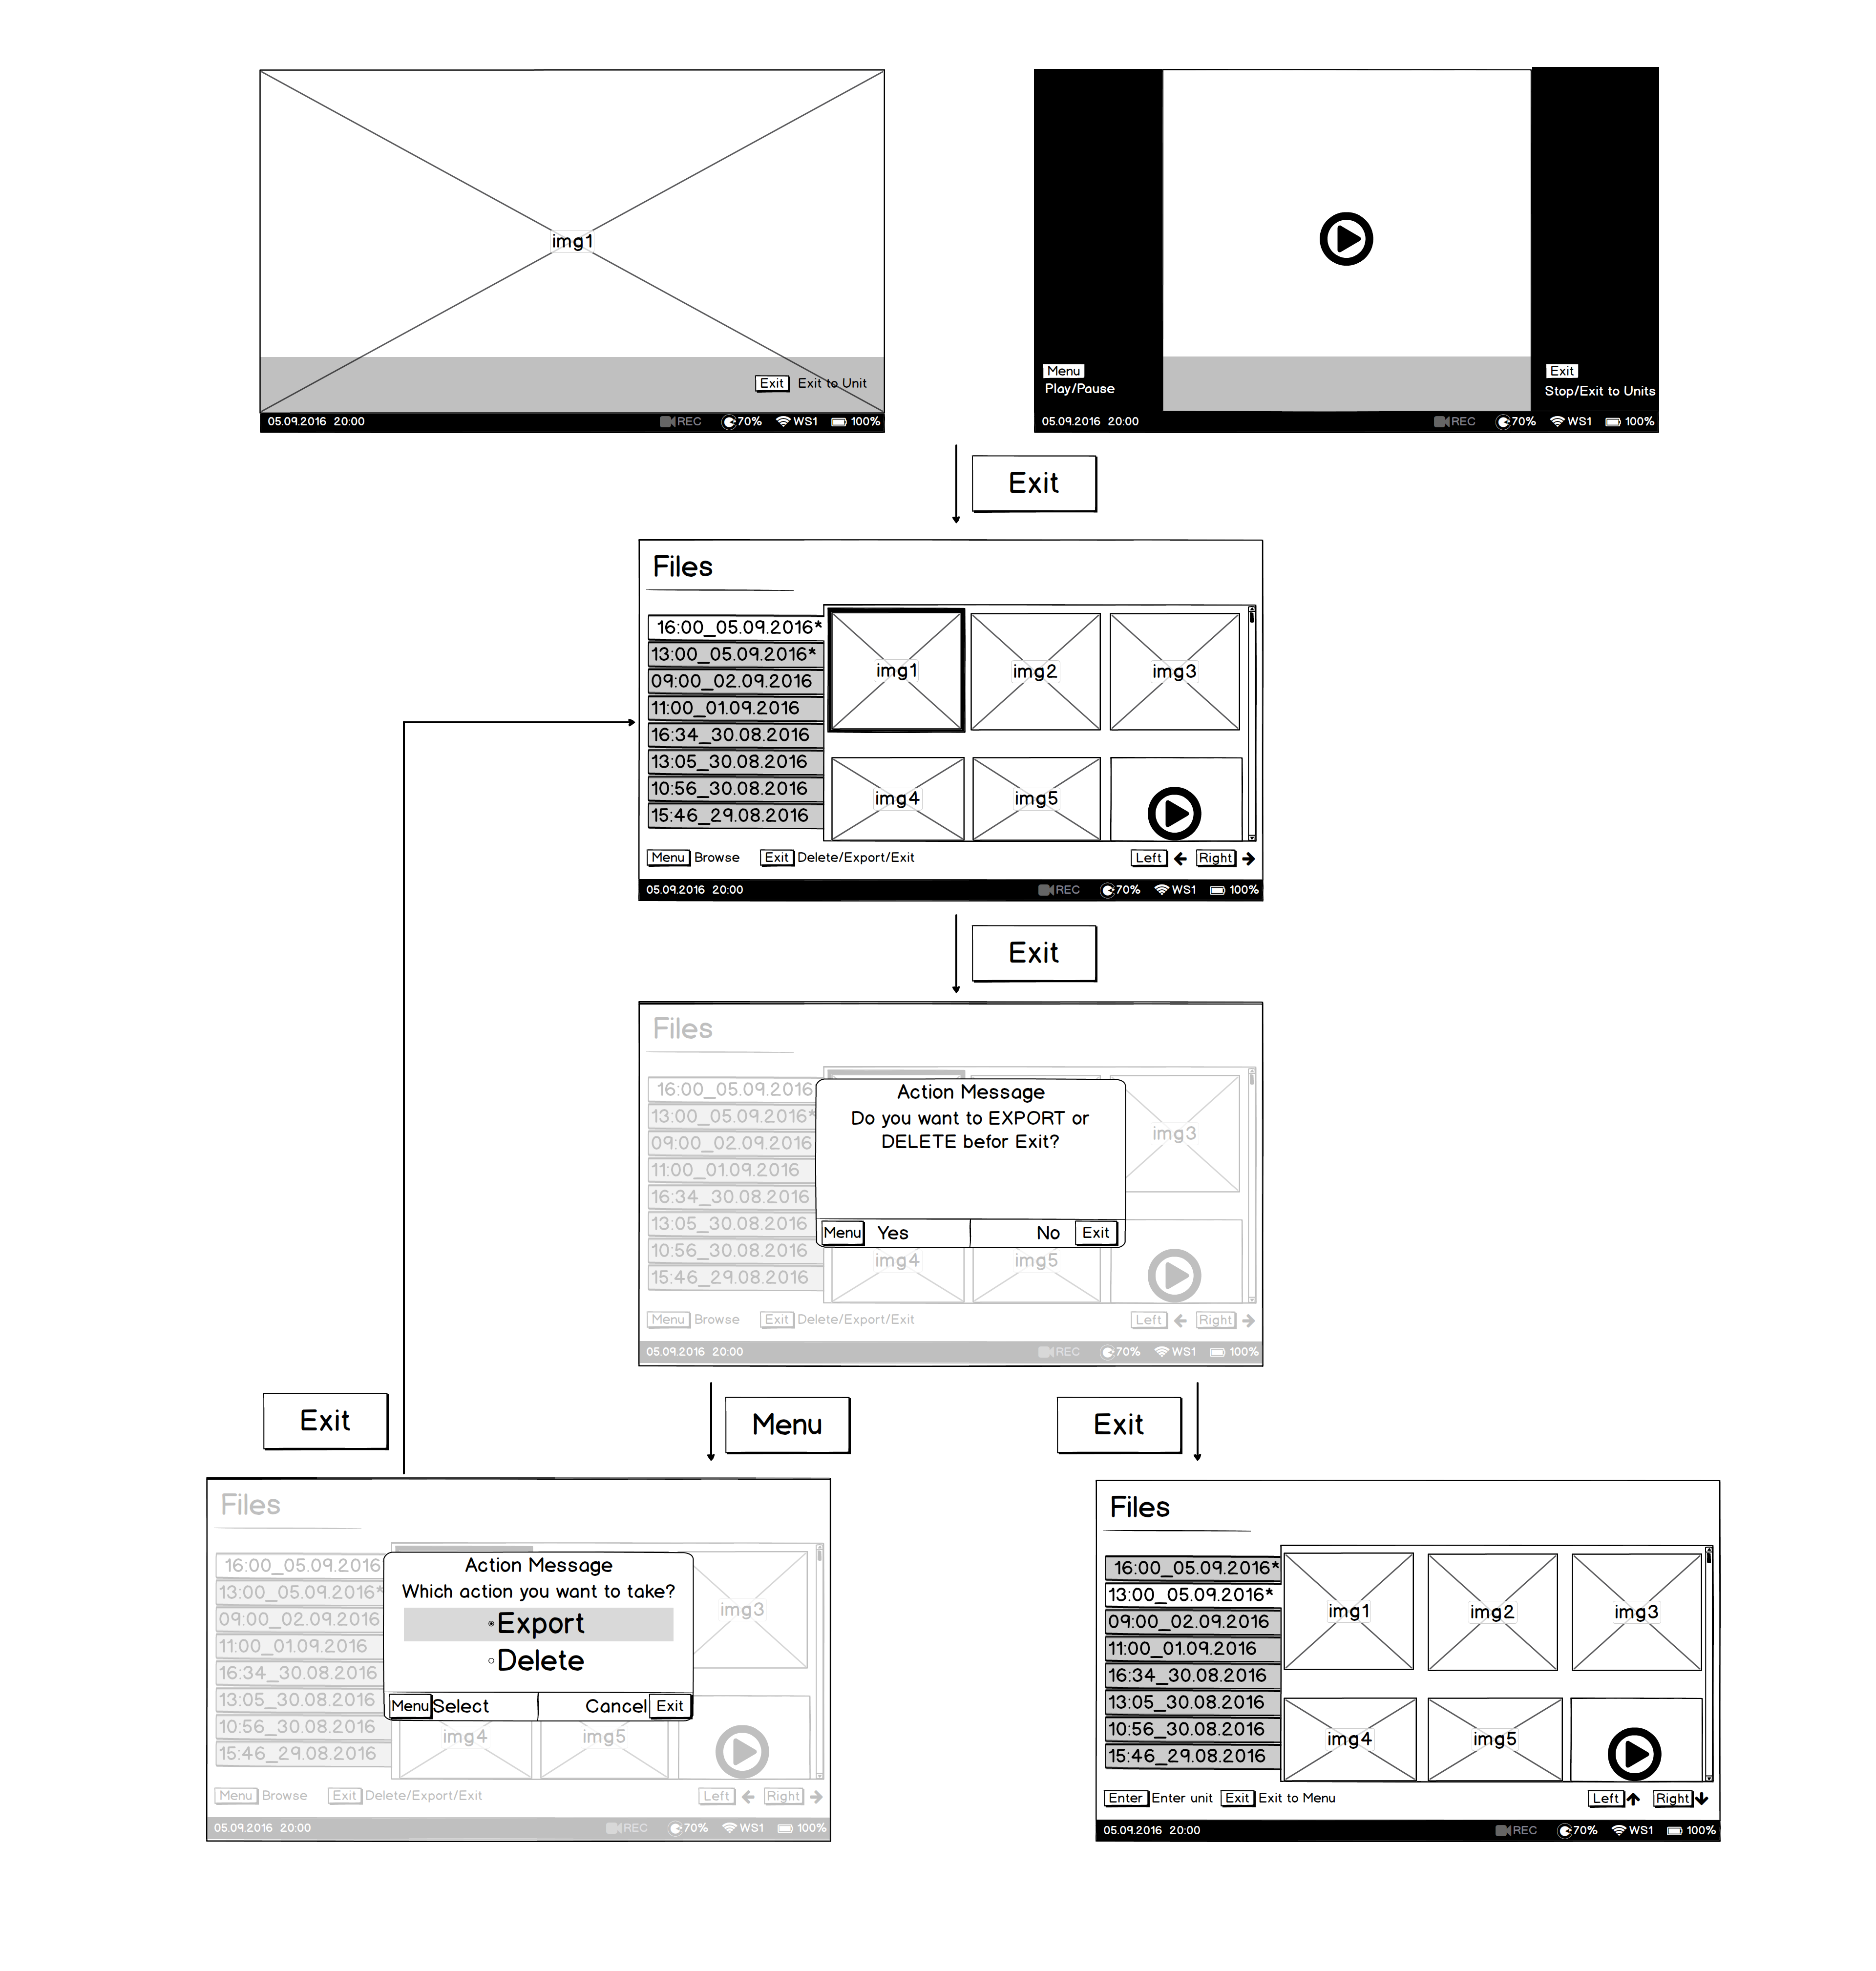 img1
Exit Exit to Unit
05.09.2016 20:00 REC 70% WS1 100%
Menu
Play/Pause
Exit
Stop/Exit to Units
05.09.2016 20:00 REC 70% WS1 100%
Exit
Files
16:00_05.09.2016*
13:00_05.09.2016*
09:00_02.09.2016
11:00_01.09.2016
16:34_30.08.2016
13:05_30.08.2016
10:56_30.08.2016
15:46_29.08.2016
img1 img2 img3
img4 img5
Menu Browse Exit Delete/Export/Exit Left Right
05.09.2016 20:00 REC 70% WS1 100%
Exit
Files
16:00_05.09.2016
13:00_05.09.2016*
09:00_02.09.2016
11:00_01.09.2016
16:34_30.08.2016
13:05_30.08.2016
10:56_30.08.2016
15:46_29.08.2016
Action Message
Do you want to EXPORT or
DELETE befor Exit?
Menu Yes No Exit
img3
img4 img5
Menu Browse Exit Delete/Export/Exit Left Right
05.09.2016 20:00 REC 70% WS1 100%
Exit
Menu
Exit
Files
16:00_05.09.2016
13:00_05.09.2016*
09:00_02.09.2016
11:00_01.09.2016
16:34_30.08.2016
13:05_30.08.2016
10:56_30.08.2016
15:46_29.08.2016
Action Message
Which action you want to take?
Export
Delete
Menu Select Cancel Exit
img3
img4 img5
Menu Browse Exit Delete/Export/Exit Left Right
05.09.2016 20:00 REC 70% WS1 100%
Files
16:00_05.09.2016*
13:00_05.09.2016*
09:00_02.09.2016
11:00_01.09.2016
16:34_30.08.2016
13:05_30.08.2016
10:56_30.08.2016
15:46_29.08.2016
img1 img2 img3
img4 img5
Enter Enter unit Exit Exit to Menu Left Right
05.09.2016 20:00 REC 70% WS1 100%